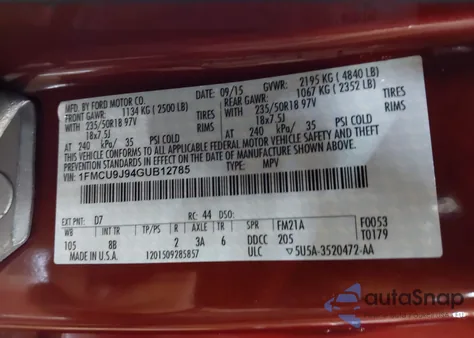 MFD. BY FORD MOTOR CO.
DATE: 09/15 GVWR: 2195 KG ( 4840 LB)
FRONT GAWR: 1134 KG ( 2500 LB) REAR GAWR: 1067 KG ( 2352 LB)
WITH 235/50R18 97V TIRES WITH 235/50R18 97V TIRES
18x7.5J RIMS 18x7.5J RIMS
AT 240 kPa/ 35 PSI COLD AT 240 kPa/ 35 PSI COLD
THIS VEHICLE CONFORMS TO ALL APPLICABLE FEDERAL MOTOR VEHICLE SAFETY AND THEFT
PREVENTION STANDARDS IN EFFECT ON THE DATE OF MANUFACTURE SHOWN ABOVE.
VIN: 1FMCU9J94GUB12785 TYPE: MPV
EXT PNT: D7 RC: 44 DSO: F0053
WB INT TR TP/PS R AXLE TR SPR FM21A T0179
105 8B 2 3A 6 DDCC 205
MADE IN U.S.A. 1201509285857 ULC 5U5A-3520472-AA
autoSnap